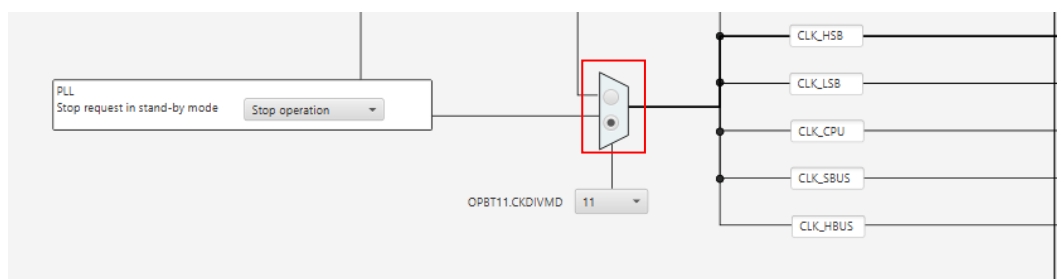 CLK_HSB
PLL
Stop request in stand-by mode
Stop operation
CLK_LSB
CLK_CPU
CLK_SBUS
OPBT11.CKDIVMD
11
CLK_HBUS